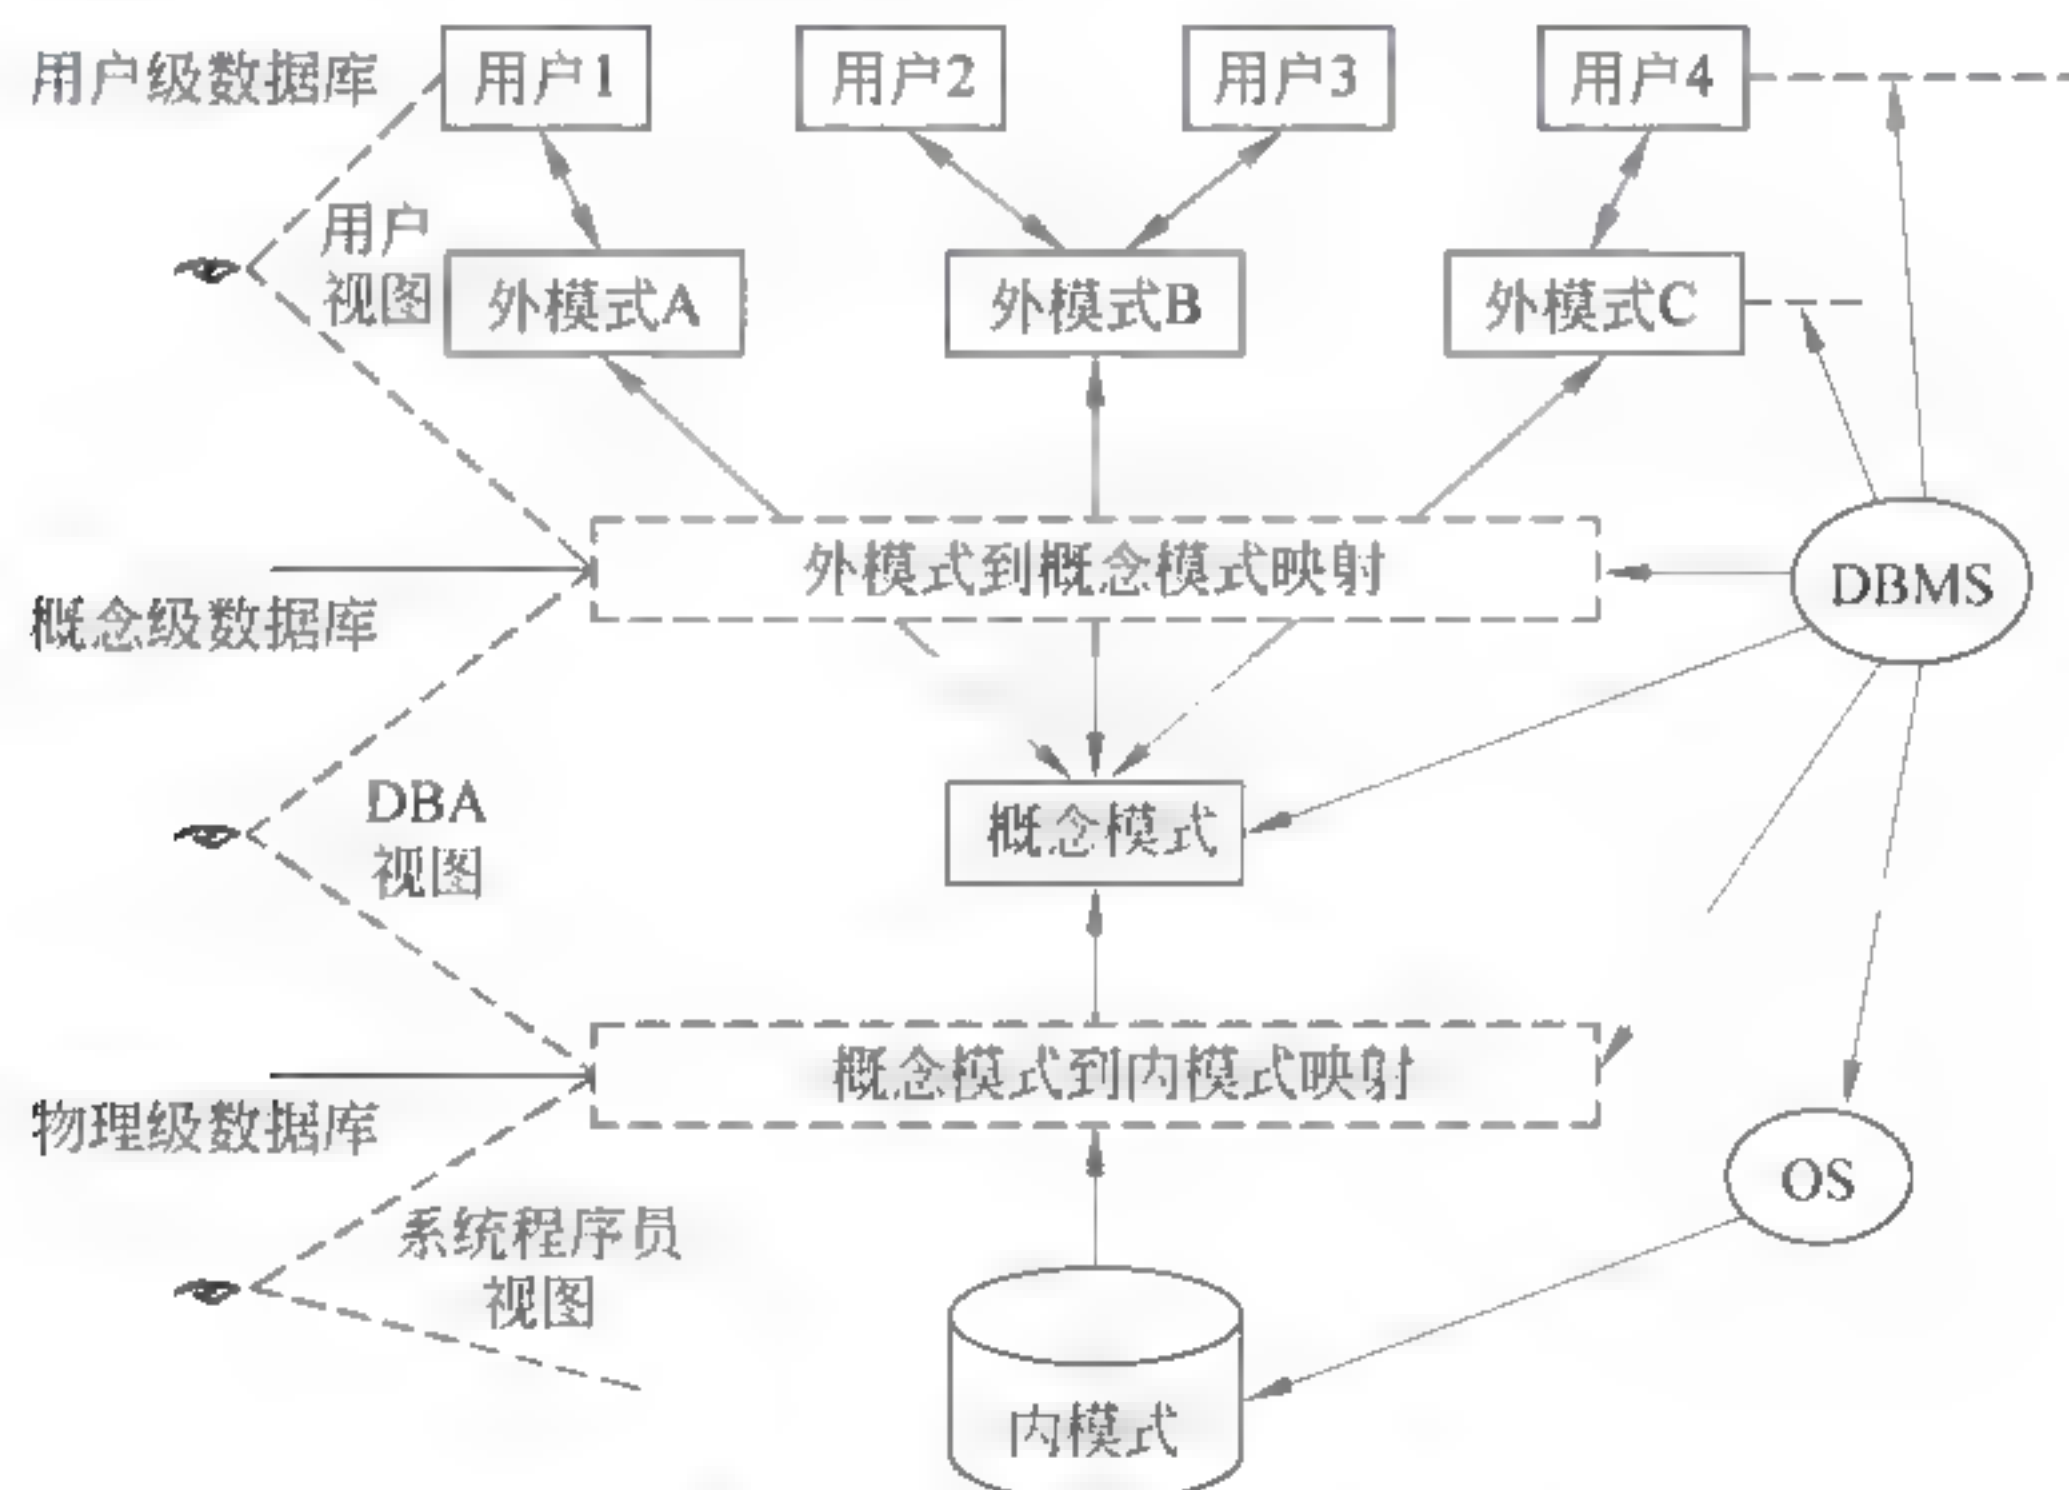 用户级数据库
用户1
用户2
用户3
用户4
用户
视图
外模式A
外模式B
外模式C
外模式到概念模式映射
DBMS
概念级数据库
DBA
视图
概念模式
概念模式到内模式映射
物理级数据库
OS
系统程序员
视图
内模式